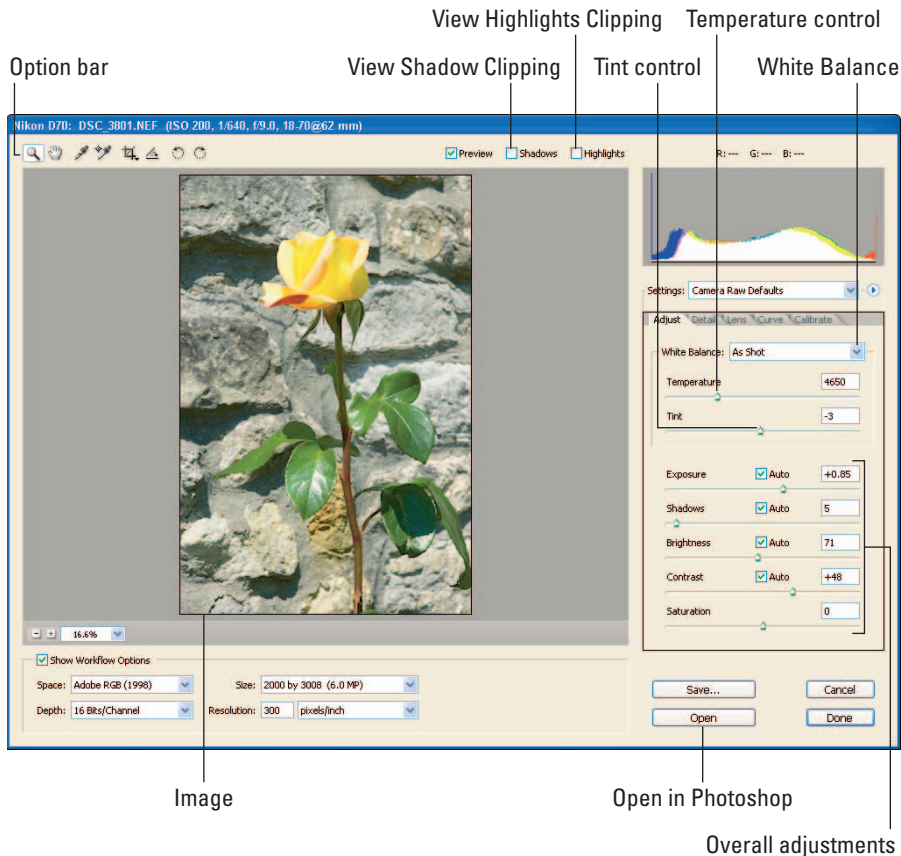 View Highlights Clipping Temperature control
Option bar View Shadow Clipping Tint control White Balance
Nikon D70: DSC_3801.NEF (ISO 200, 1/640, f/9.0, 18-70@62 mm)
Preview Shadows Highlights R: --- G: --- B: ---
Settings: Camera Raw Defaults
Adjust Detail Lens Curve Calibrate
White Balance: As Shot
Temperature 4650
Tint -3
Exposure Auto +0.85
Shadows Auto 5
Brightness Auto 71
Contrast Auto +48
Saturation 0
16.6%
Show Workflow Options
Space: Adobe RGB (1998) Size: 2000 by 3008 (6.0 MP)
Depth: 16 Bits/Channel Resolution: 300 pixels/inch
Save... Cancel
Open Done
Image Open in Photoshop
Overall adjustments